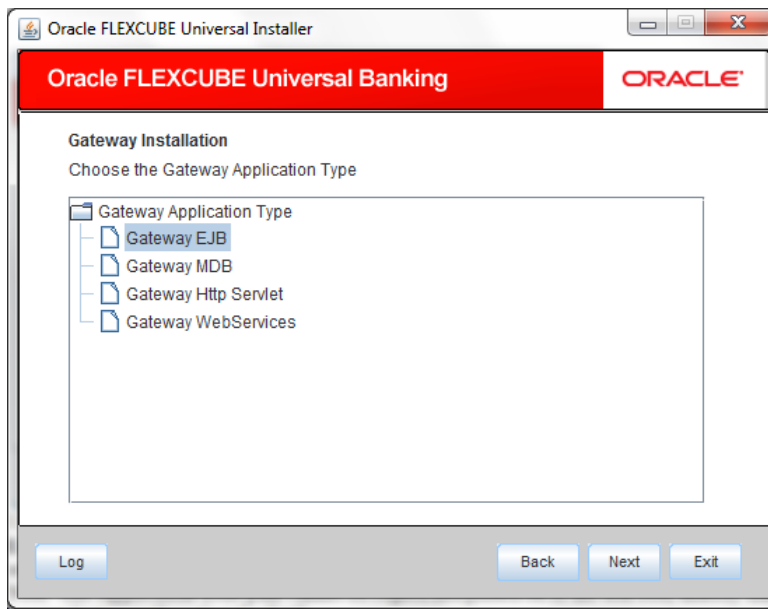 Oracle FLEXCUBE Universal Installer
Oracle FLEXCUBE Universal Banking
ORACLE
Gateway Installation
Choose the Gateway Application Type
Gateway Application Type
Gateway EJB
Gateway MDB
Gateway Http Servlet
Gateway WebServices
Log Back Next Exit